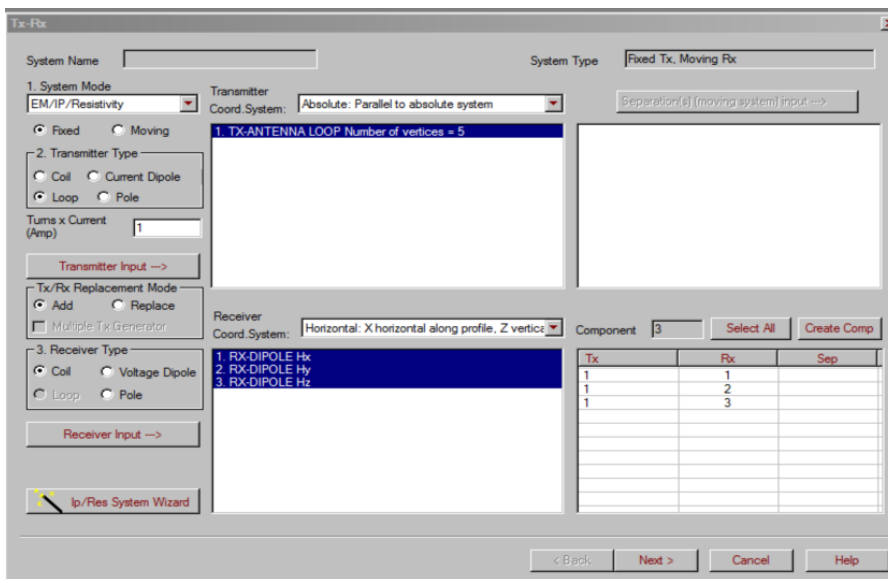 Tx-Rx
System Name
System Type
Fixed Tx, Moving Rx
1. System Mode
EM/IP/Resistivity
Transmitter
Coord.System:
Absolute: Parallel to absolute system
Separation(s) (moving system) input --->
Fixed
Moving
1. TX-ANTENNA LOOP Number of vertices = 5
2. Transmitter Type
Coil
Current Dipole
Loop
Pole
Turns x Current
(Amp)
1
Transmitter Input --->
Tx/Rx Replacement Mode
Add
Replace
Multiple Tx Generator
Receiver
Coord.System:
Horizontal: X horizontal along profile, Z vertica
Component
3
Select All
Create Comp
3. Receiver Type
Coil
Voltage Dipole
Loop
Pole
1. RX-DIPOLE Hx
2. RX-DIPOLE Hy
3. RX-DIPOLE Hz
Tx Rx Sep
1 1
1 2
1 3
Receiver Input --->
Ip/Res System Wizard
< Back
Next >
Cancel
Help